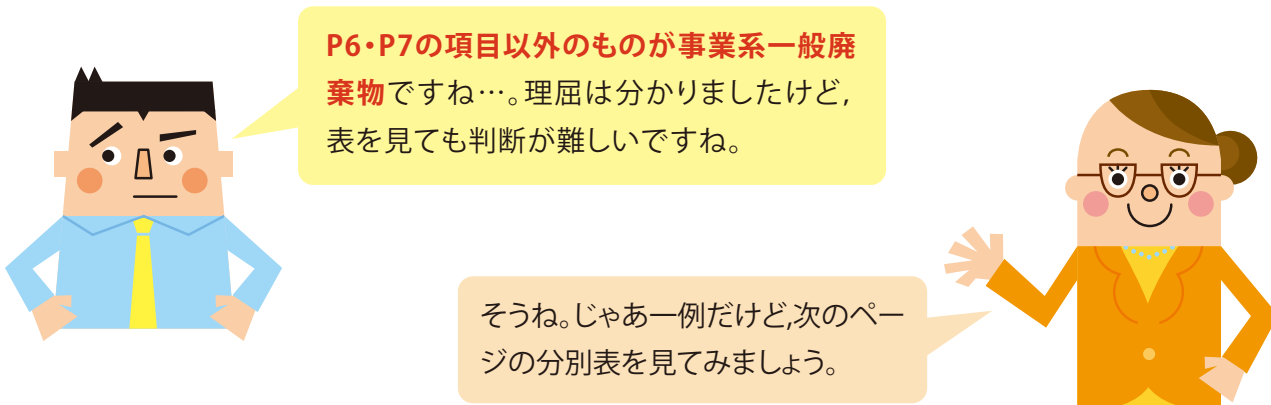 P6・P7の項目以外のものが事業系一般廃
棄物ですね…。理屈は分かりましたけど,
表を見ても判断が難しいですね。
そうね。じゃあ一例だけど,次のペー
ジの分別表を見てみましょう。